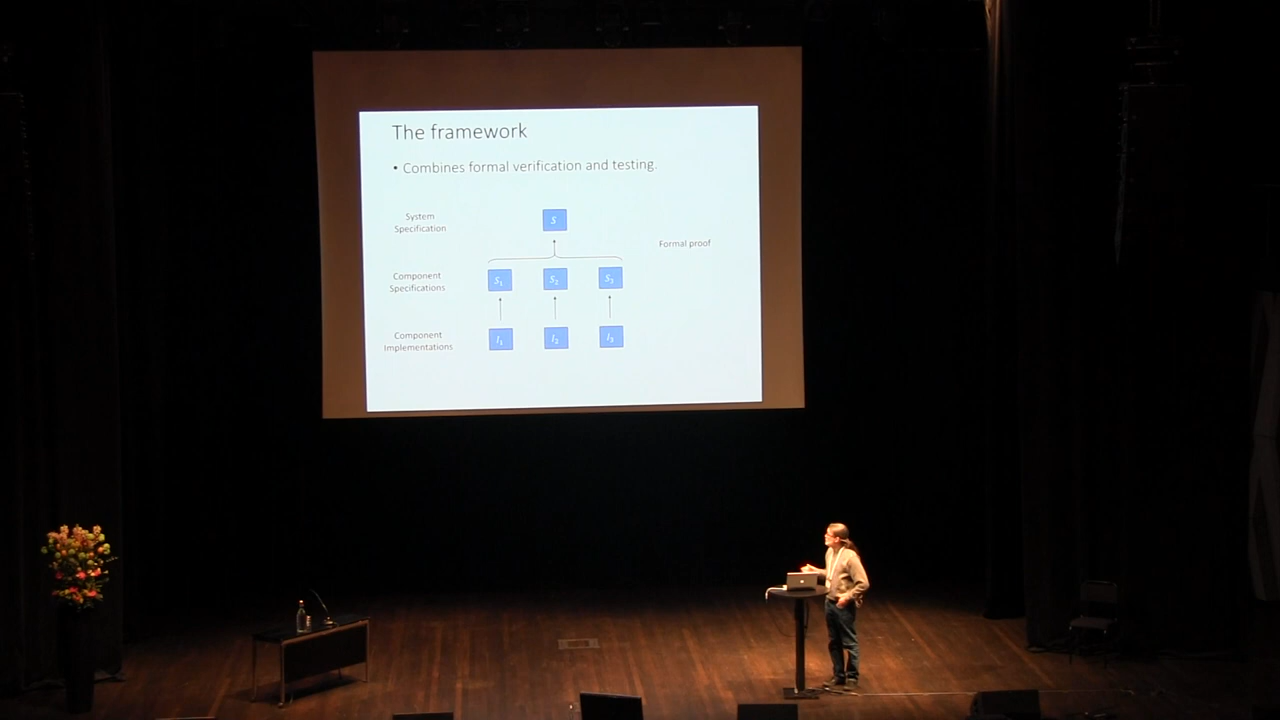 The framework
• Combines formal verification and testing.
System
Specification
S
Formal proof
Component
Specifications
S₁ S₂ S₃
Component
Implementations
I₁ I₂ I₃